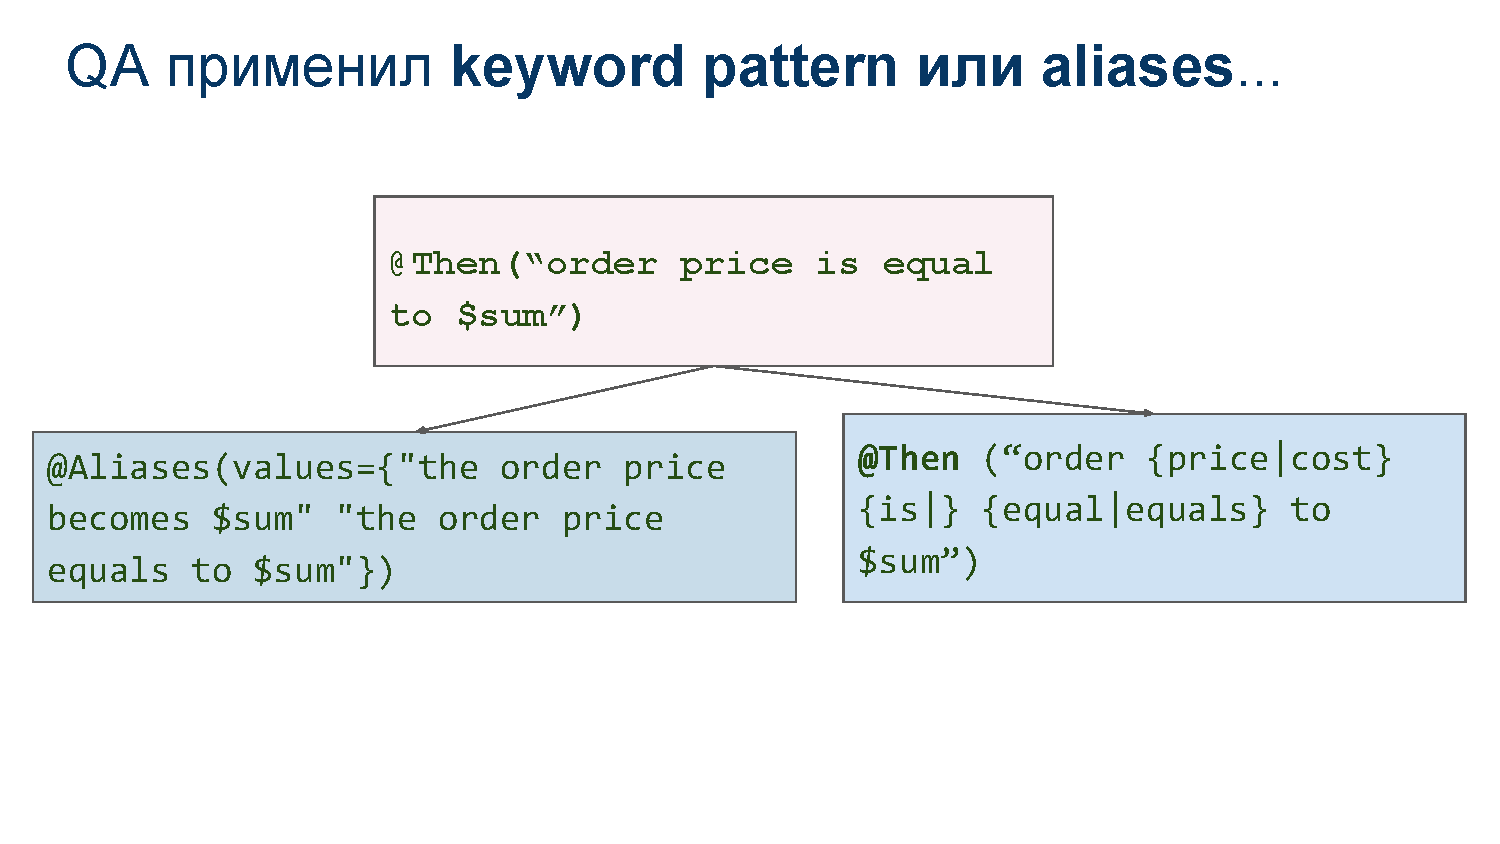 QA применил keyword pattern или aliases...
@Then(“order price is equal
to $sum”)
@Aliases(values={"the order price
becomes $sum" "the order price
equals to $sum"})
@Then (“order {price|cost}
{is|} {equal|equals} to
$sum”)